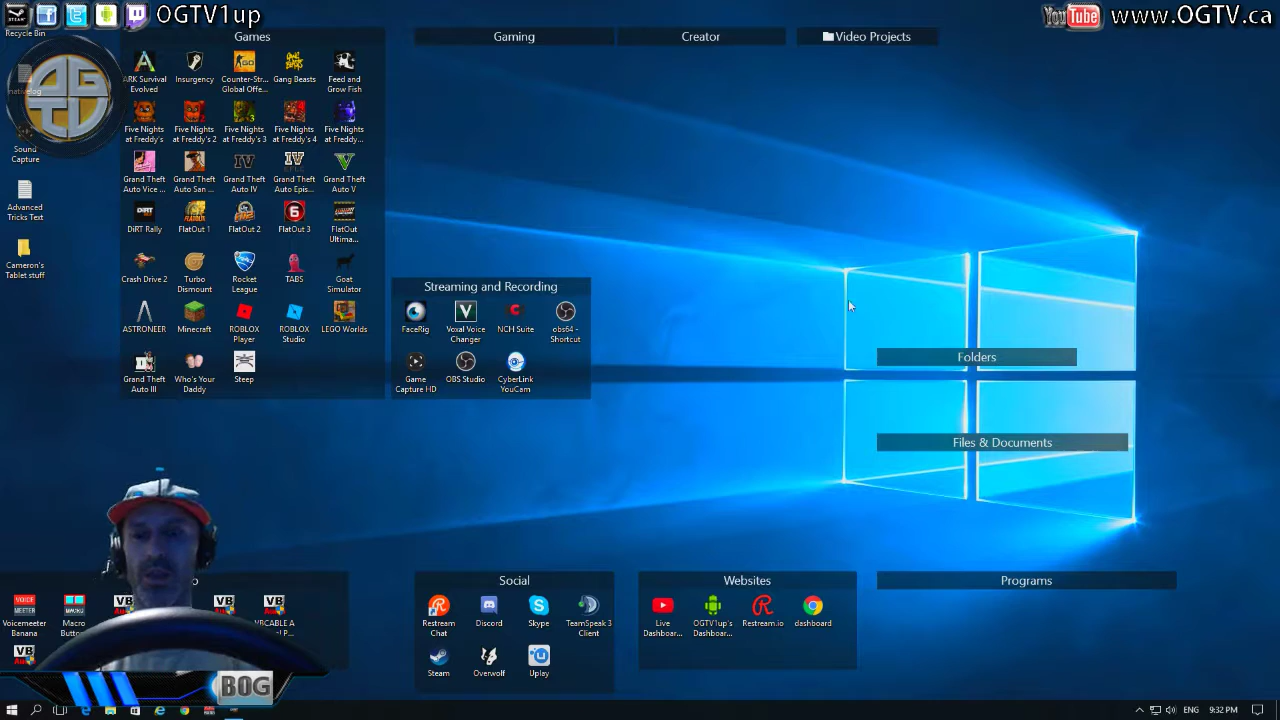 OGTV1up
www.OGTV.ca
You Tube
STEAM
Recycle Bin
Games
Gaming
Creator
Video Projects
ARK Survival Evolved
Insurgency
Counter-Str... Global Offe...
Gang Beasts
Feed and Grow Fish
Five Nights at Freddy's
Five Nights at Freddy's 2
Five Nights at Freddy's 3
Five Nights at Freddy's 4
Five Nights at Freddy...
Sound Capture
Grand Theft Auto Vice ...
Grand Theft Auto San ...
Grand Theft Auto IV
Grand Theft Auto Epis...
Grand Theft Auto V
Advanced Tricks Text
DiRT Rally
FlatOut 1
FlatOut 2
FlatOut 3
FlatOut Ultima...
Cameron's Tablet stuff
Crash Drive 2
Turbo Dismount
Rocket League
TABS
Goat Simulator
Streaming and Recording
ASTRONEER
Minecraft
ROBLOX Player
ROBLOX Studio
LEGO Worlds
FaceRig
Voxal Voice Changer
NCH Suite
obs64 - Shortcut
Folders
Grand Theft Auto III
Who's Your Daddy
Steep
Game Capture HD
OBS Studio
CyberLink YouCam
Files & Documents
Social
Websites
Programs
Voicemeeter Banana
Macro Button...
VBCABLE A
Restream Chat
Discord
Skype
TeamSpeak 3 Client
Live Dashboar...
OGTV1up's Dashboar...
Restream.io
dashboard
Steam
Overwolf
Uplay
BOG
ENG
9:32 PM